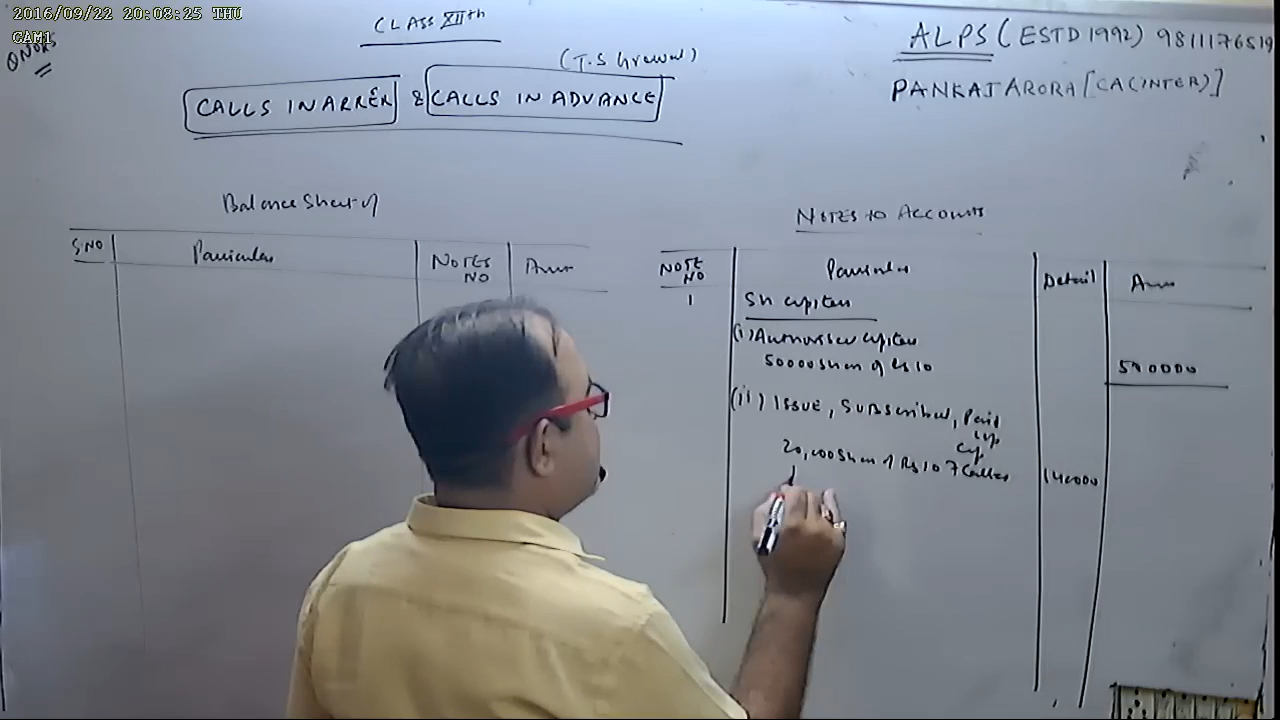 2016/09/22 20:08:25 THU
CAM1
CLASS XIIth
(T.S Grewal)
CALLS IN ARRER & CALLS IN ADVANCE
ALPS (ESTD 1992) 9811176519
PANKAJ ARORA [CA(INTER)]
Balance Sheet of
S.NO Particulars NOTES NO Amn
NOTES to ACCOUNTS
NOTE NO Particulars Detail Amn
1 Sh capital
(i) Authorised capital
50000 Shares of Rs 10 500000
(ii) ISSUE, SUBSCRIBED, Paid
up
cap
20,000 Shares of Rs 10 7 Called 140000